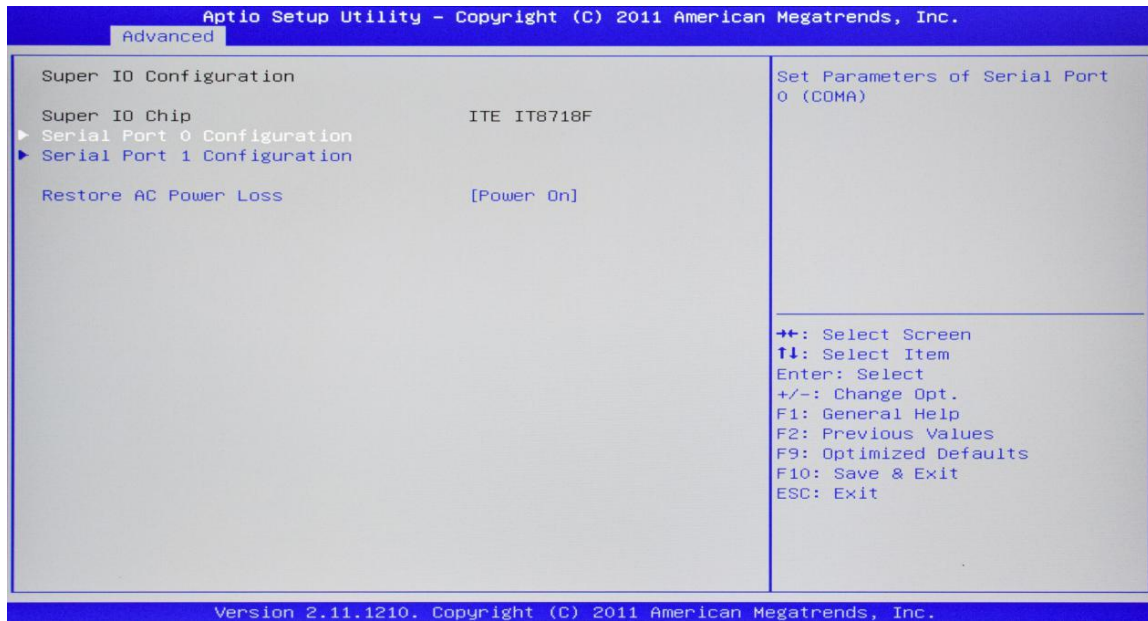 Aptio Setup Utility – Copyright (C) 2011 American Megatrends, Inc.
Advanced
Super IO Configuration
Super IO Chip ITE IT8718F
► Serial Port 0 Configuration
► Serial Port 1 Configuration
Restore AC Power Loss [Power On]
Set Parameters of Serial Port
0 (COMA)
→←: Select Screen
↑↓: Select Item
Enter: Select
+/-: Change Opt.
F1: General Help
F2: Previous Values
F9: Optimized Defaults
F10: Save & Exit
ESC: Exit
Version 2.11.1210. Copyright (C) 2011 American Megatrends, Inc.